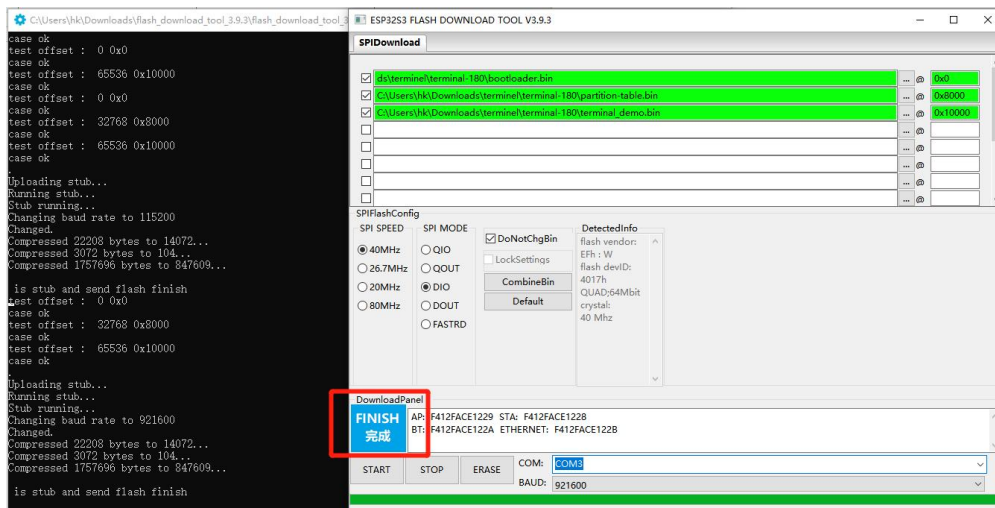 C:\Users\hk\Downloads\flash_download_tool_3.9.3\flash_download_tool_3
case ok
test offset : 0 0x0
case ok
test offset : 65536 0x10000
case ok
test offset : 0 0x0
case ok
test offset : 32768 0x8000
case ok
test offset : 65536 0x10000
case ok
.
Uploading stub...
Running stub...
Stub running...
Changing baud rate to 115200
Changed.
Compressed 22208 bytes to 14072...
Compressed 3072 bytes to 104...
Compressed 1757696 bytes to 847609...
is stub and send flash finish
test offset : 0 0x0
case ok
test offset : 32768 0x8000
case ok
test offset : 65536 0x10000
case ok
.
Uploading stub...
Running stub...
Stub running...
Changing baud rate to 921600
Changed.
Compressed 22208 bytes to 14072...
Compressed 3072 bytes to 104...
Compressed 1757696 bytes to 847609...
is stub and send flash finish
ESP32S3 FLASH DOWNLOAD TOOL V3.9.3
SPIDownload
ds\terminel\terminal-180\bootloader.bin ... @ 0x0
C:\Users\hk\Downloads\terminel\terminal-180\partition-table.bin ... @ 0x8000
C:\Users\hk\Downloads\terminel\terminal-180\terminal_demo.bin ... @ 0x10000
... @
... @
... @
... @
... @
SPIFlashConfig
SPI SPEED
40MHz
26.7MHz
20MHz
80MHz
SPI MODE
QIO
QOUT
DIO
DOUT
FASTRD
DoNotChgBin
LockSettings
CombineBin
Default
DetectedInfo
flash vendor:
EFh : W
flash devID:
4017h
QUAD;64Mbit
crystal:
40 Mhz
DownloadPanel
FINISH
完成
AP: F412FACE1229 STA: F412FACE1228
BT: F412FACE122A ETHERNET: F412FACE122B
START STOP ERASE
COM: COM3
BAUD: 921600